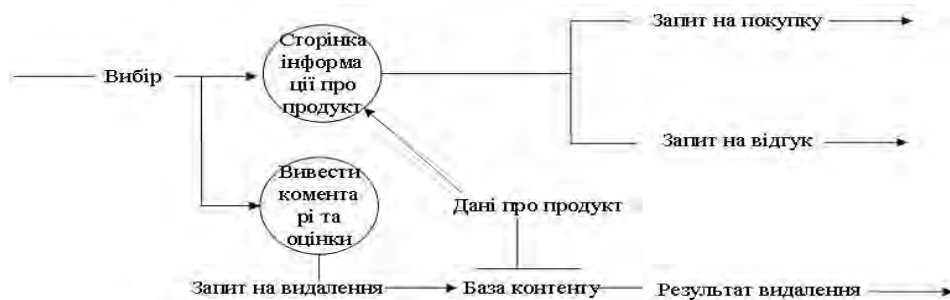 Запит на покупку
Сторінка
інформа
ції про
продукт
Вибір
Запит на відгук
Вивести
комента
рі та
оцінки
Дані про продукт
Запит на видалення
База контенту
Результат видалення